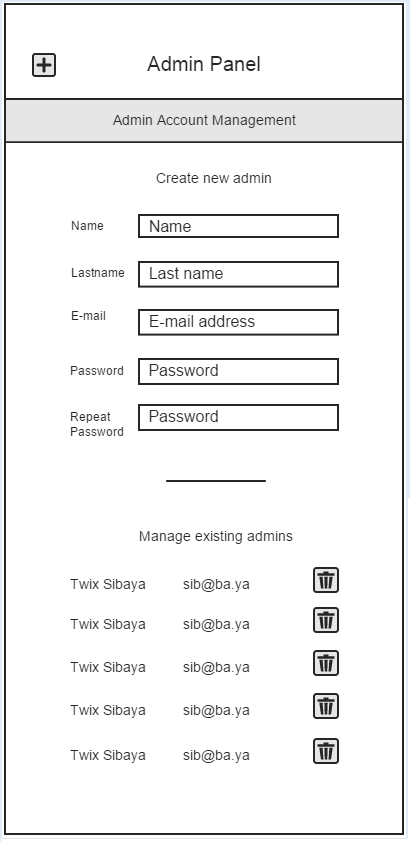 Admin Panel
Admin Account Management
Create new admin
Name Name
Lastname Last name
E-mail E-mail address
Password Password
Repeat Password
Password
Manage existing admins
Twix Sibaya sib@ba.ya
Twix Sibaya sib@ba.ya
Twix Sibaya sib@ba.ya
Twix Sibaya sib@ba.ya
Twix Sibaya sib@ba.ya